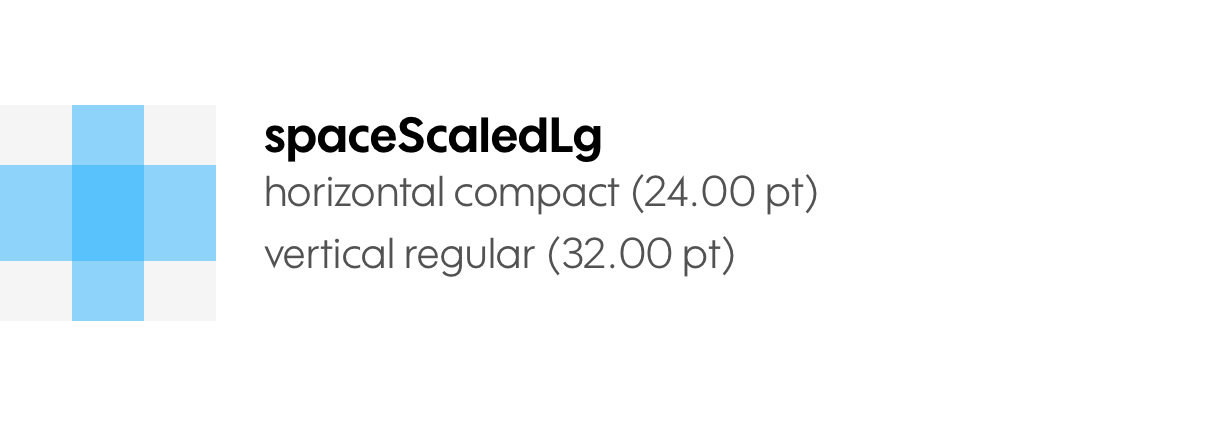 spaceScaledLg
horizontal compact (24.00 pt)
vertical regular (32.00 pt)